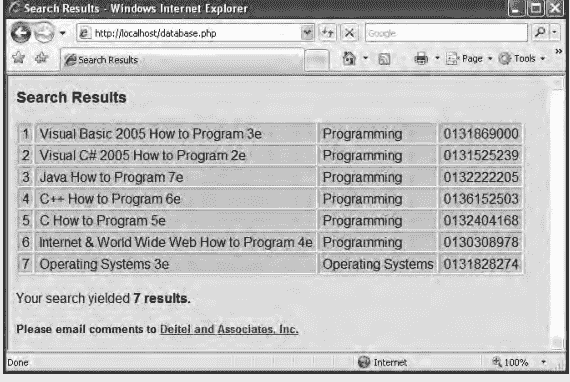 Search Results - Windows Internet Explorer
http://localhost/database.php
Google
Search Results
Page
Tools
Search Results
1 Visual Basic 2005 How to Program 3e Programming 0131869000
2 Visual C# 2005 How to Program 2e Programming 0131525239
3 Java How to Program 7e Programming 0132222205
4 C++ How to Program 6e Programming 0136152503
5 C How to Program 5e Programming 0132404168
6 Internet & World Wide Web How to Program 4e Programming 0130308978
7 Operating Systems 3e Operating Systems 0131828274
Your search yielded 7 results.
Please email comments to Deitel and Associates, Inc.
Done Internet 100%